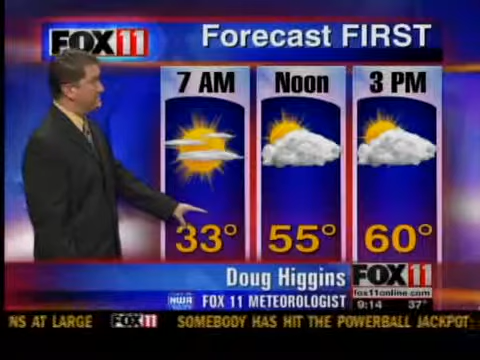 FOX 11
Forecast FIRST
7 AM
Noon
3 PM
33°
55°
60°
Doug Higgins
FOX 11 METEOROLOGIST
FOX 11
fox11online.com
9:14 37°
NS AT LARGE FOX 11 SOMEBODY HAS HIT THE POWERBALL JACKPOT